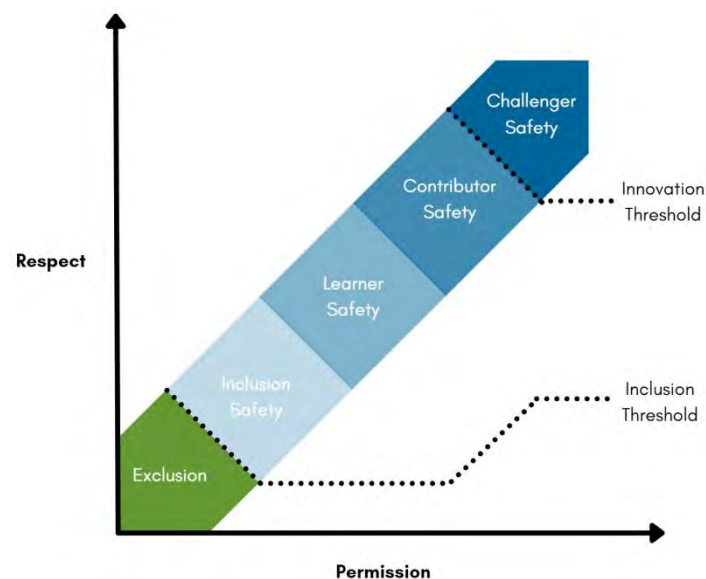 Challenger
Safety
Contributor
Safety
Innovation
Threshold
Respect
Learner
Safety
Inclusion
Safety
Inclusion
Threshold
Exclusion
Permission